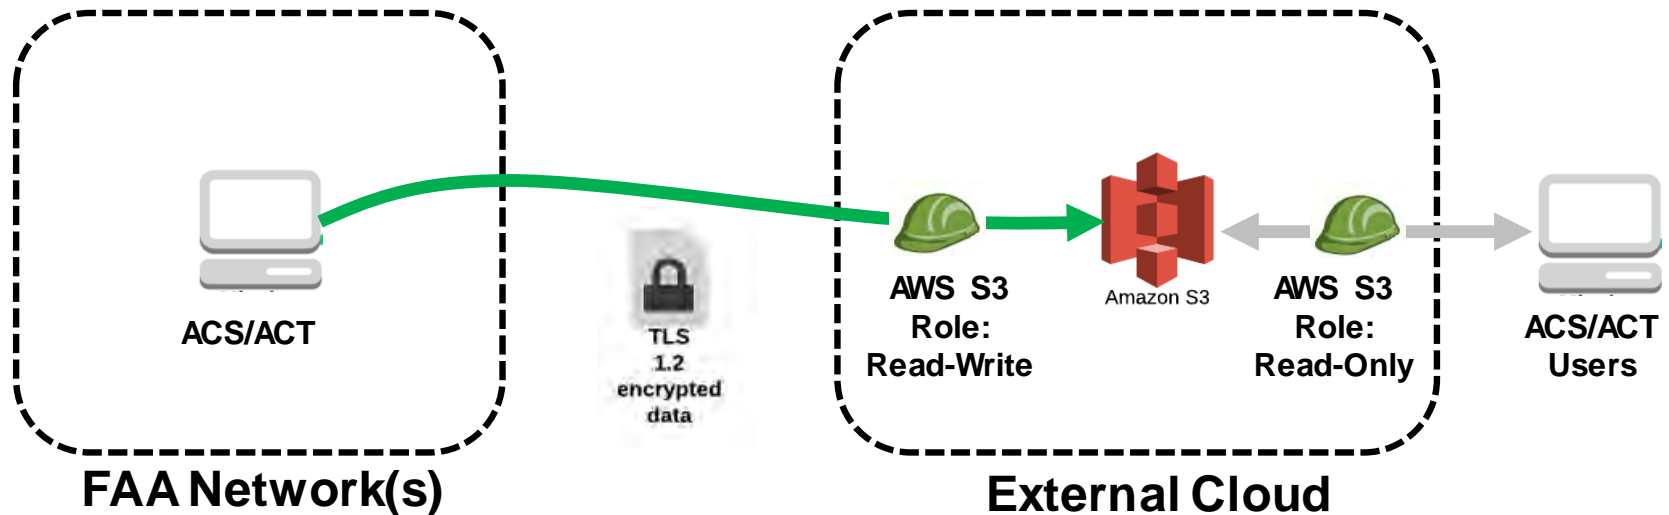 ACS/ACT
FAA Network(s)
TLS
1.2
encrypted
data
AWS S3
Role:
Read-Write
Amazon S3
AWS S3
Role:
Read-Only
External Cloud
ACS/ACT
Users